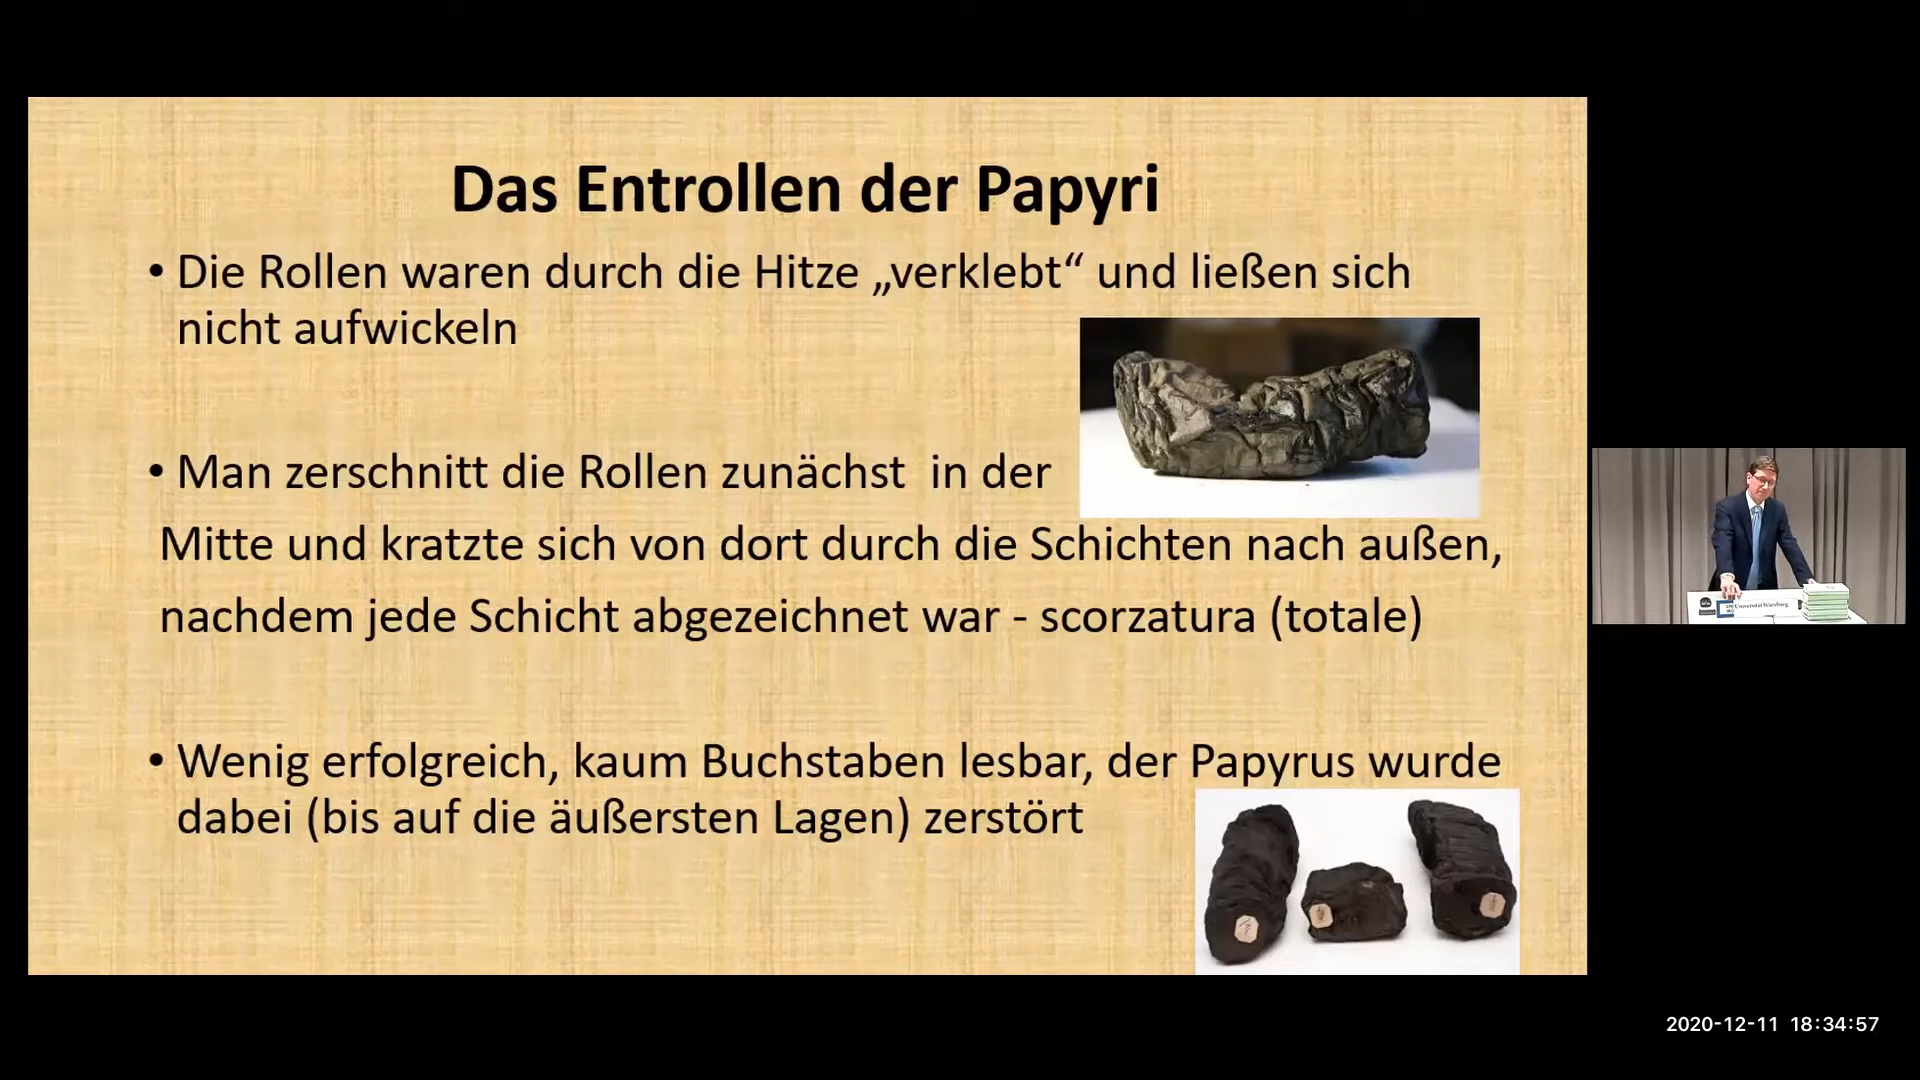 Das Entrollen der Papyri
• Die Rollen waren durch die Hitze „verklebt“ und ließen sich
nicht aufwickeln
• Man zerschnitt die Rollen zunächst in der
Mitte und kratzte sich von dort durch die Schichten nach außen,
nachdem jede Schicht abgezeichnet war - scorzatura (totale)
• Wenig erfolgreich, kaum Buchstaben lesbar, der Papyrus wurde
dabei (bis auf die äußersten Lagen) zerstört
Universität Würzburg
2020-12-11 18:34:57